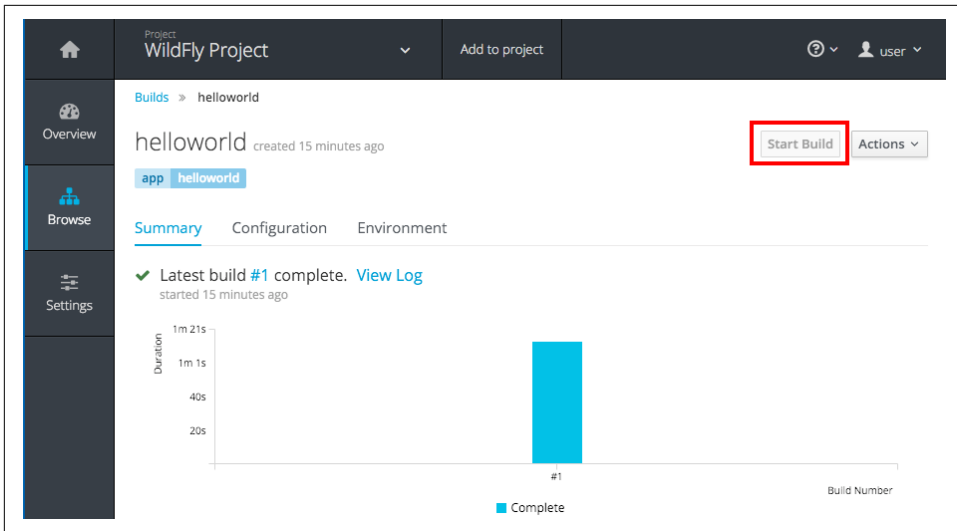 Project
WildFly Project
Add to project
user
Overview
Browse
Settings
Builds » helloworld
helloworld created 15 minutes ago
Start Build
Actions
app helloworld
Summary Configuration Environment
Latest build #1 complete. View Log
started 15 minutes ago
Duration
1m 21s
1m 1s
40s
20s
#1
Build Number
Complete